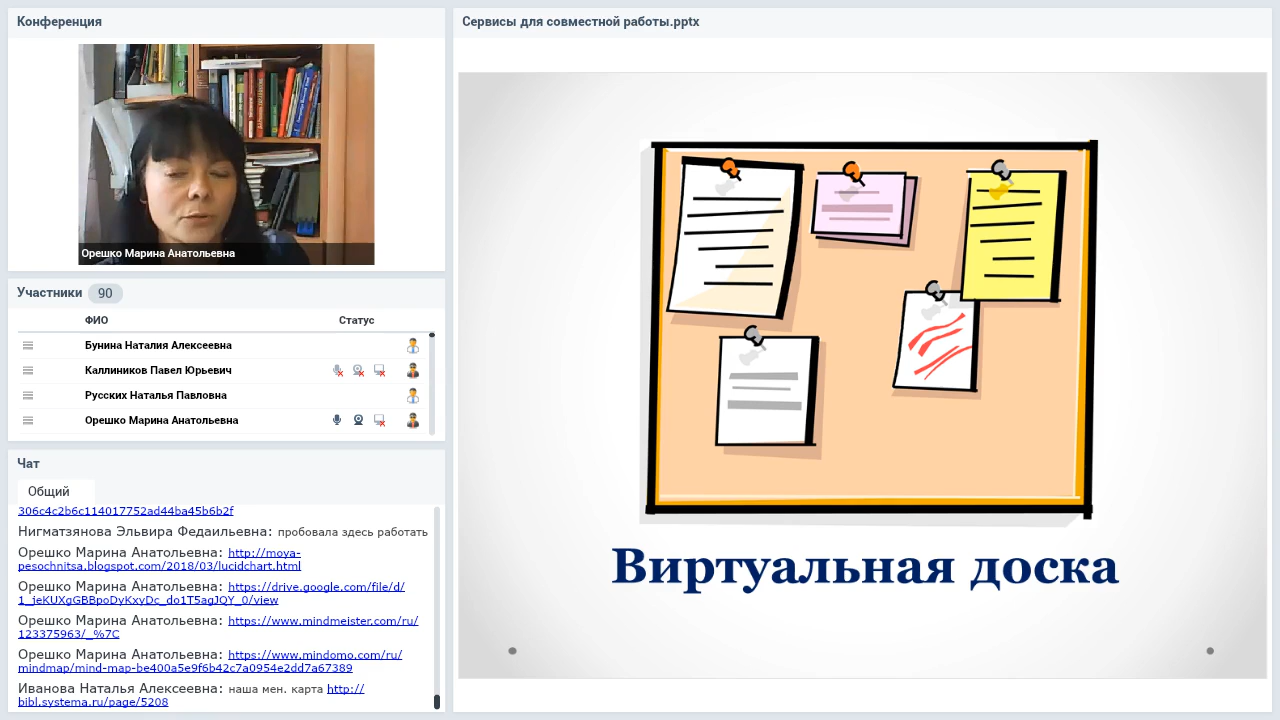 Конференция
Орешко Марина Анатольевна
Участники 90
ФИО Статус
Бунина Наталия Алексеевна
Каллиников Павел Юрьевич
Русских Наталья Павловна
Орешко Марина Анатольевна
Чат
Общий
306c4c2b6c114017752ad44ba45b6b2f
Нигматзянова Эльвира Федаильевна: пробовала здесь работать
Орешко Марина Анатольевна: http://moya-
pesochnitsa.blogspot.com/2018/03/lucidchart.html
Орешко Марина Анатольевна: https://drive.google.com/file/d/
1_jeKUXgGBBpoDyKxyDc_do1T5agJQY_0/view
Орешко Марина Анатольевна: https://www.mindmeister.com/ru/
123375963/_%7C
Орешко Марина Анатольевна: https://www.mindomo.com/ru/
mindmap/mind-map-be400a5e9f6b42c7a0954e2dd7a67389
Иванова Наталья Алексеевна: наша мен. карта http://
bibl.systema.ru/page/5208
Сервисы для совместной работы.pptx
Виртуальная доска